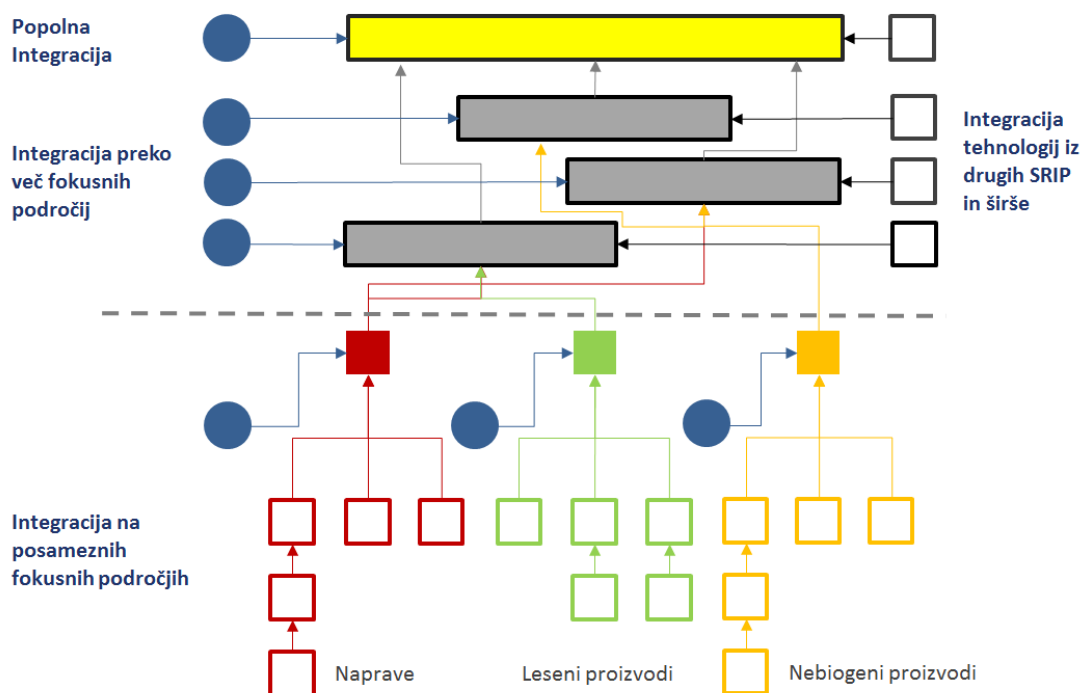 Popolna
Integracija
Integracija preko
več fokusnih
področij
Integracija
tehnologij iz
drugih SRIP
in širše
Integracija na
posameznih
fokusnih področjih
Naprave
Leseni proizvodi
Nebiogeni proizvodi